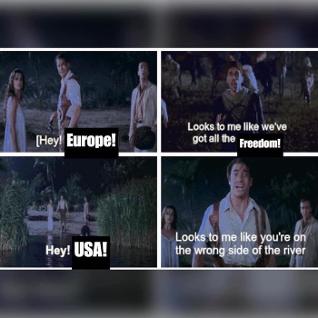 [Hey! Europe!
Looks to me like we've
got all the Freedom!
Hey! USA!
Looks to me like you're on
the wrong side of the river